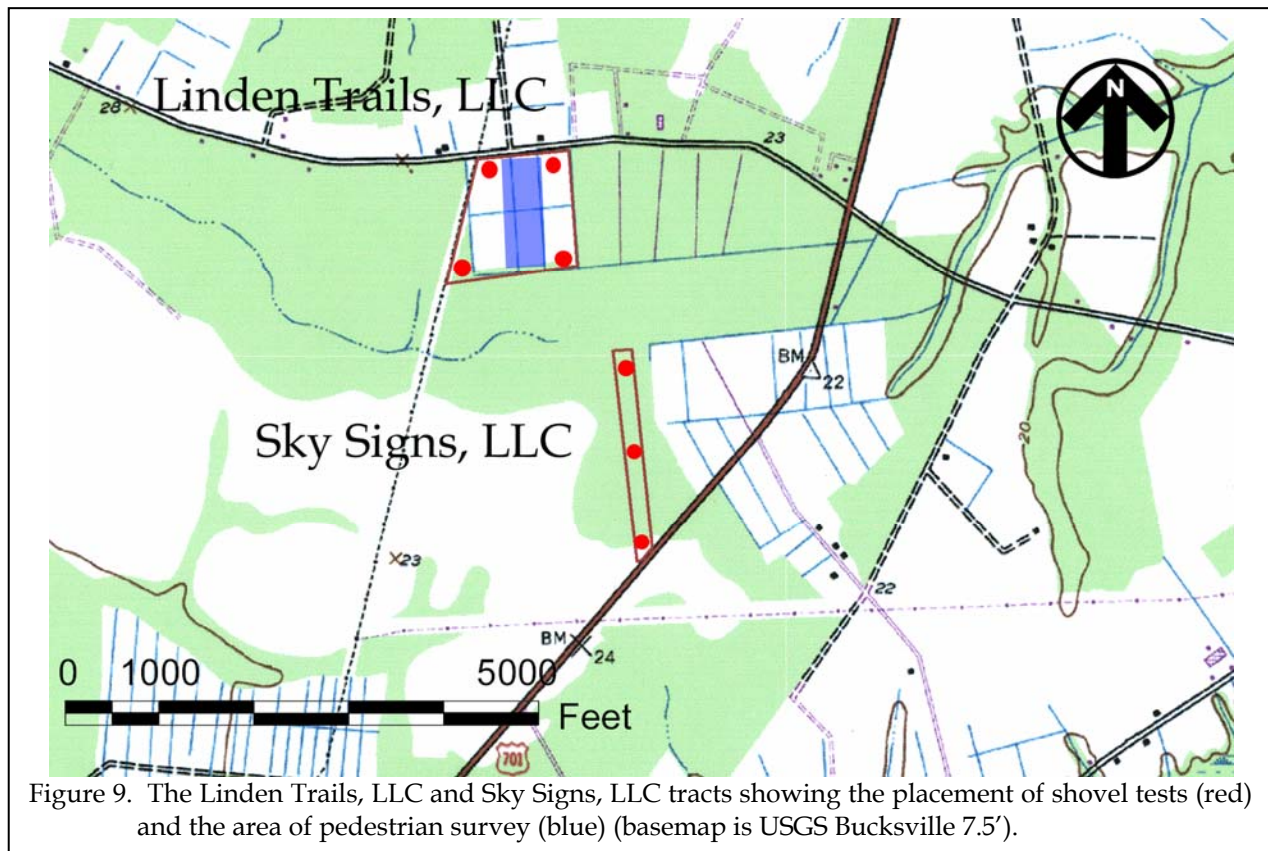 Linden Trails, LLC
28
23
N
BM
22
Sky Signs, LLC
20
23
22
BM
24
0 1000 5000
Feet
701
Figure 9. The Linden Trails, LLC and Sky Signs, LLC tracts showing the placement of shovel tests (red)
and the area of pedestrian survey (blue) (basemap is USGS Bucksville 7.5’).